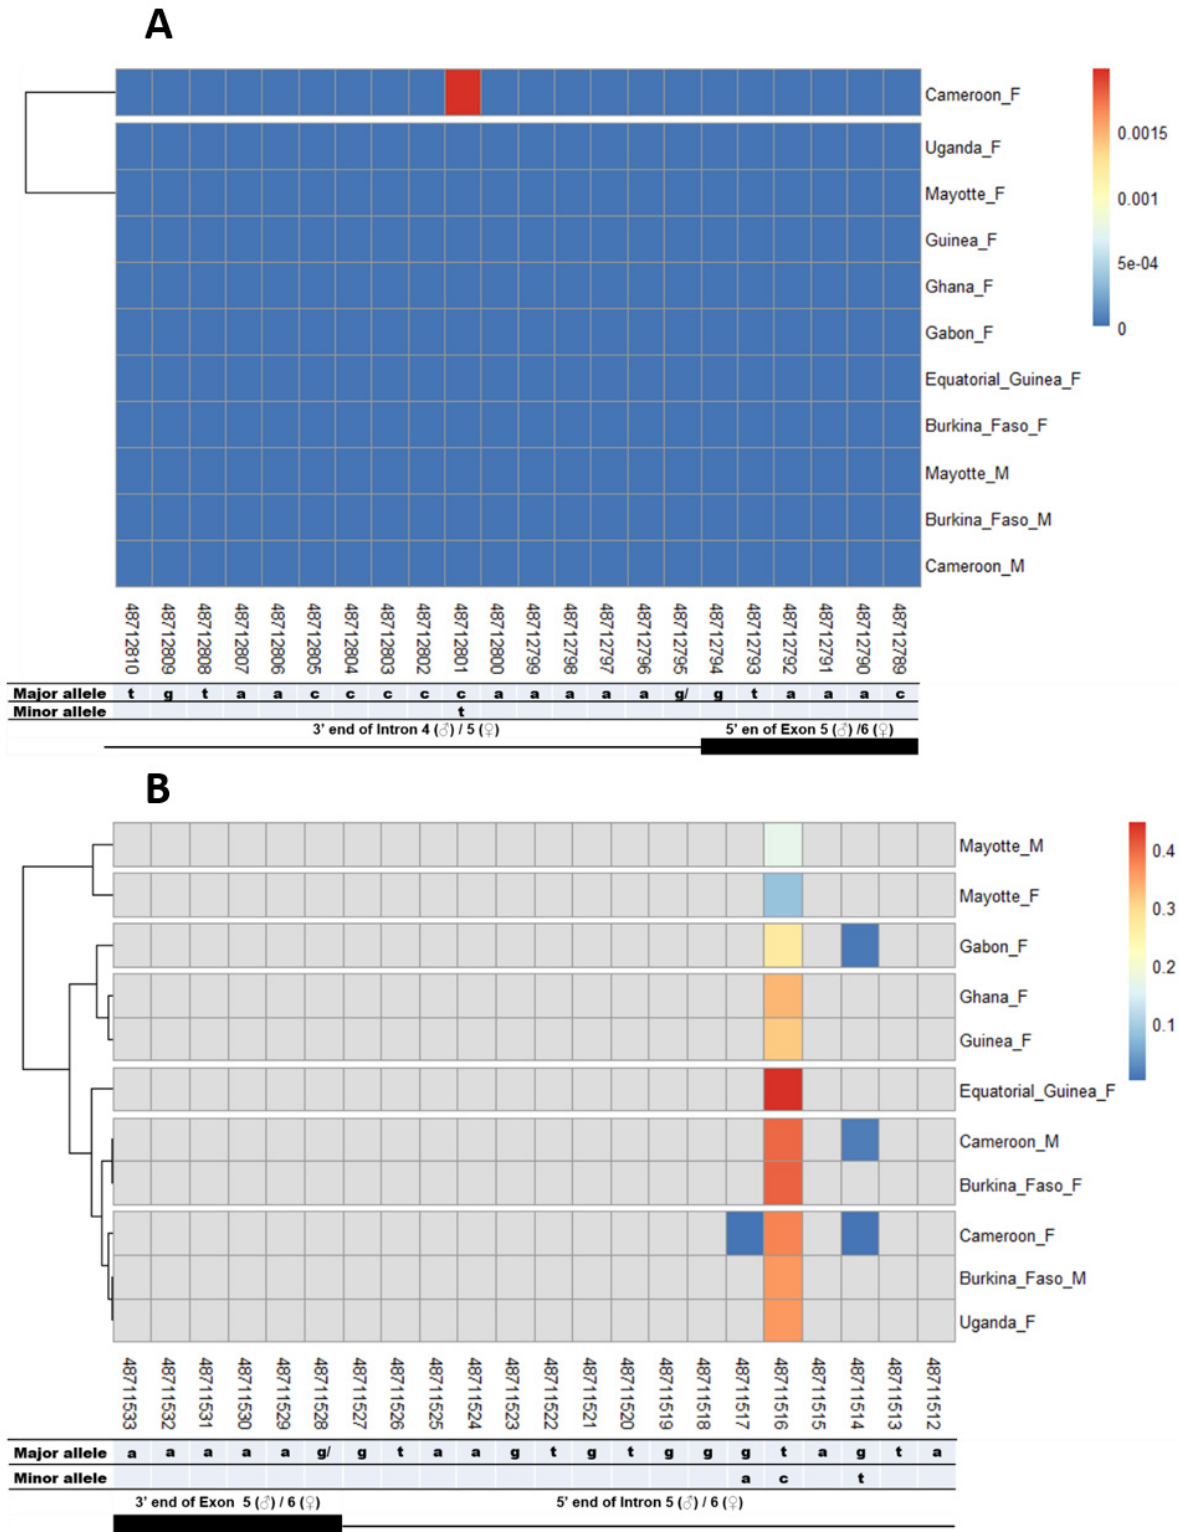 A
Cameroon_F
Uganda_F
Mayotte_F
Guinea_F
Ghana_F
Gabon_F
Equatorial_Guinea_F
Burkina_Faso_F
Mayotte_M
Burkina_Faso_M
Cameroon_M
0.0015
0.001
5e-04
0
48712810 48712809 48712808 48712807 48712806 48712805 48712804 48712803 48712802 48712801 48712800 48712799 48712798 48712797 48712796 48712795 48712794 48712793 48712792 48712791 48712790 48712789
Major allele t g t a a c c c c c a a a a a g/ g t a a a c
Minor allele t
3' end of Intron 4 (♂) / 5 (♀) 5' en of Exon 5 (♂) /6 (♀)
B
Mayotte_M
Mayotte_F
Gabon_F
Ghana_F
Guinea_F
Equatorial_Guinea_F
Cameroon_M
Burkina_Faso_F
Cameroon_F
Burkina_Faso_M
Uganda_F
0.4
0.3
0.2
0.1
48711533 48711532 48711531 48711530 48711529 48711528 48711527 48711526 48711525 48711524 48711523 48711522 48711521 48711520 48711519 48711518 48711517 48711516 48711515 48711514 48711513 48711512
Major allele a a a a a g/ g t a a g t g t g g g t a g t a
Minor allele a c t
3' end of Exon 5 (♂) / 6 (♀) 5' end of Intron 5 (♂) / 6 (♀)